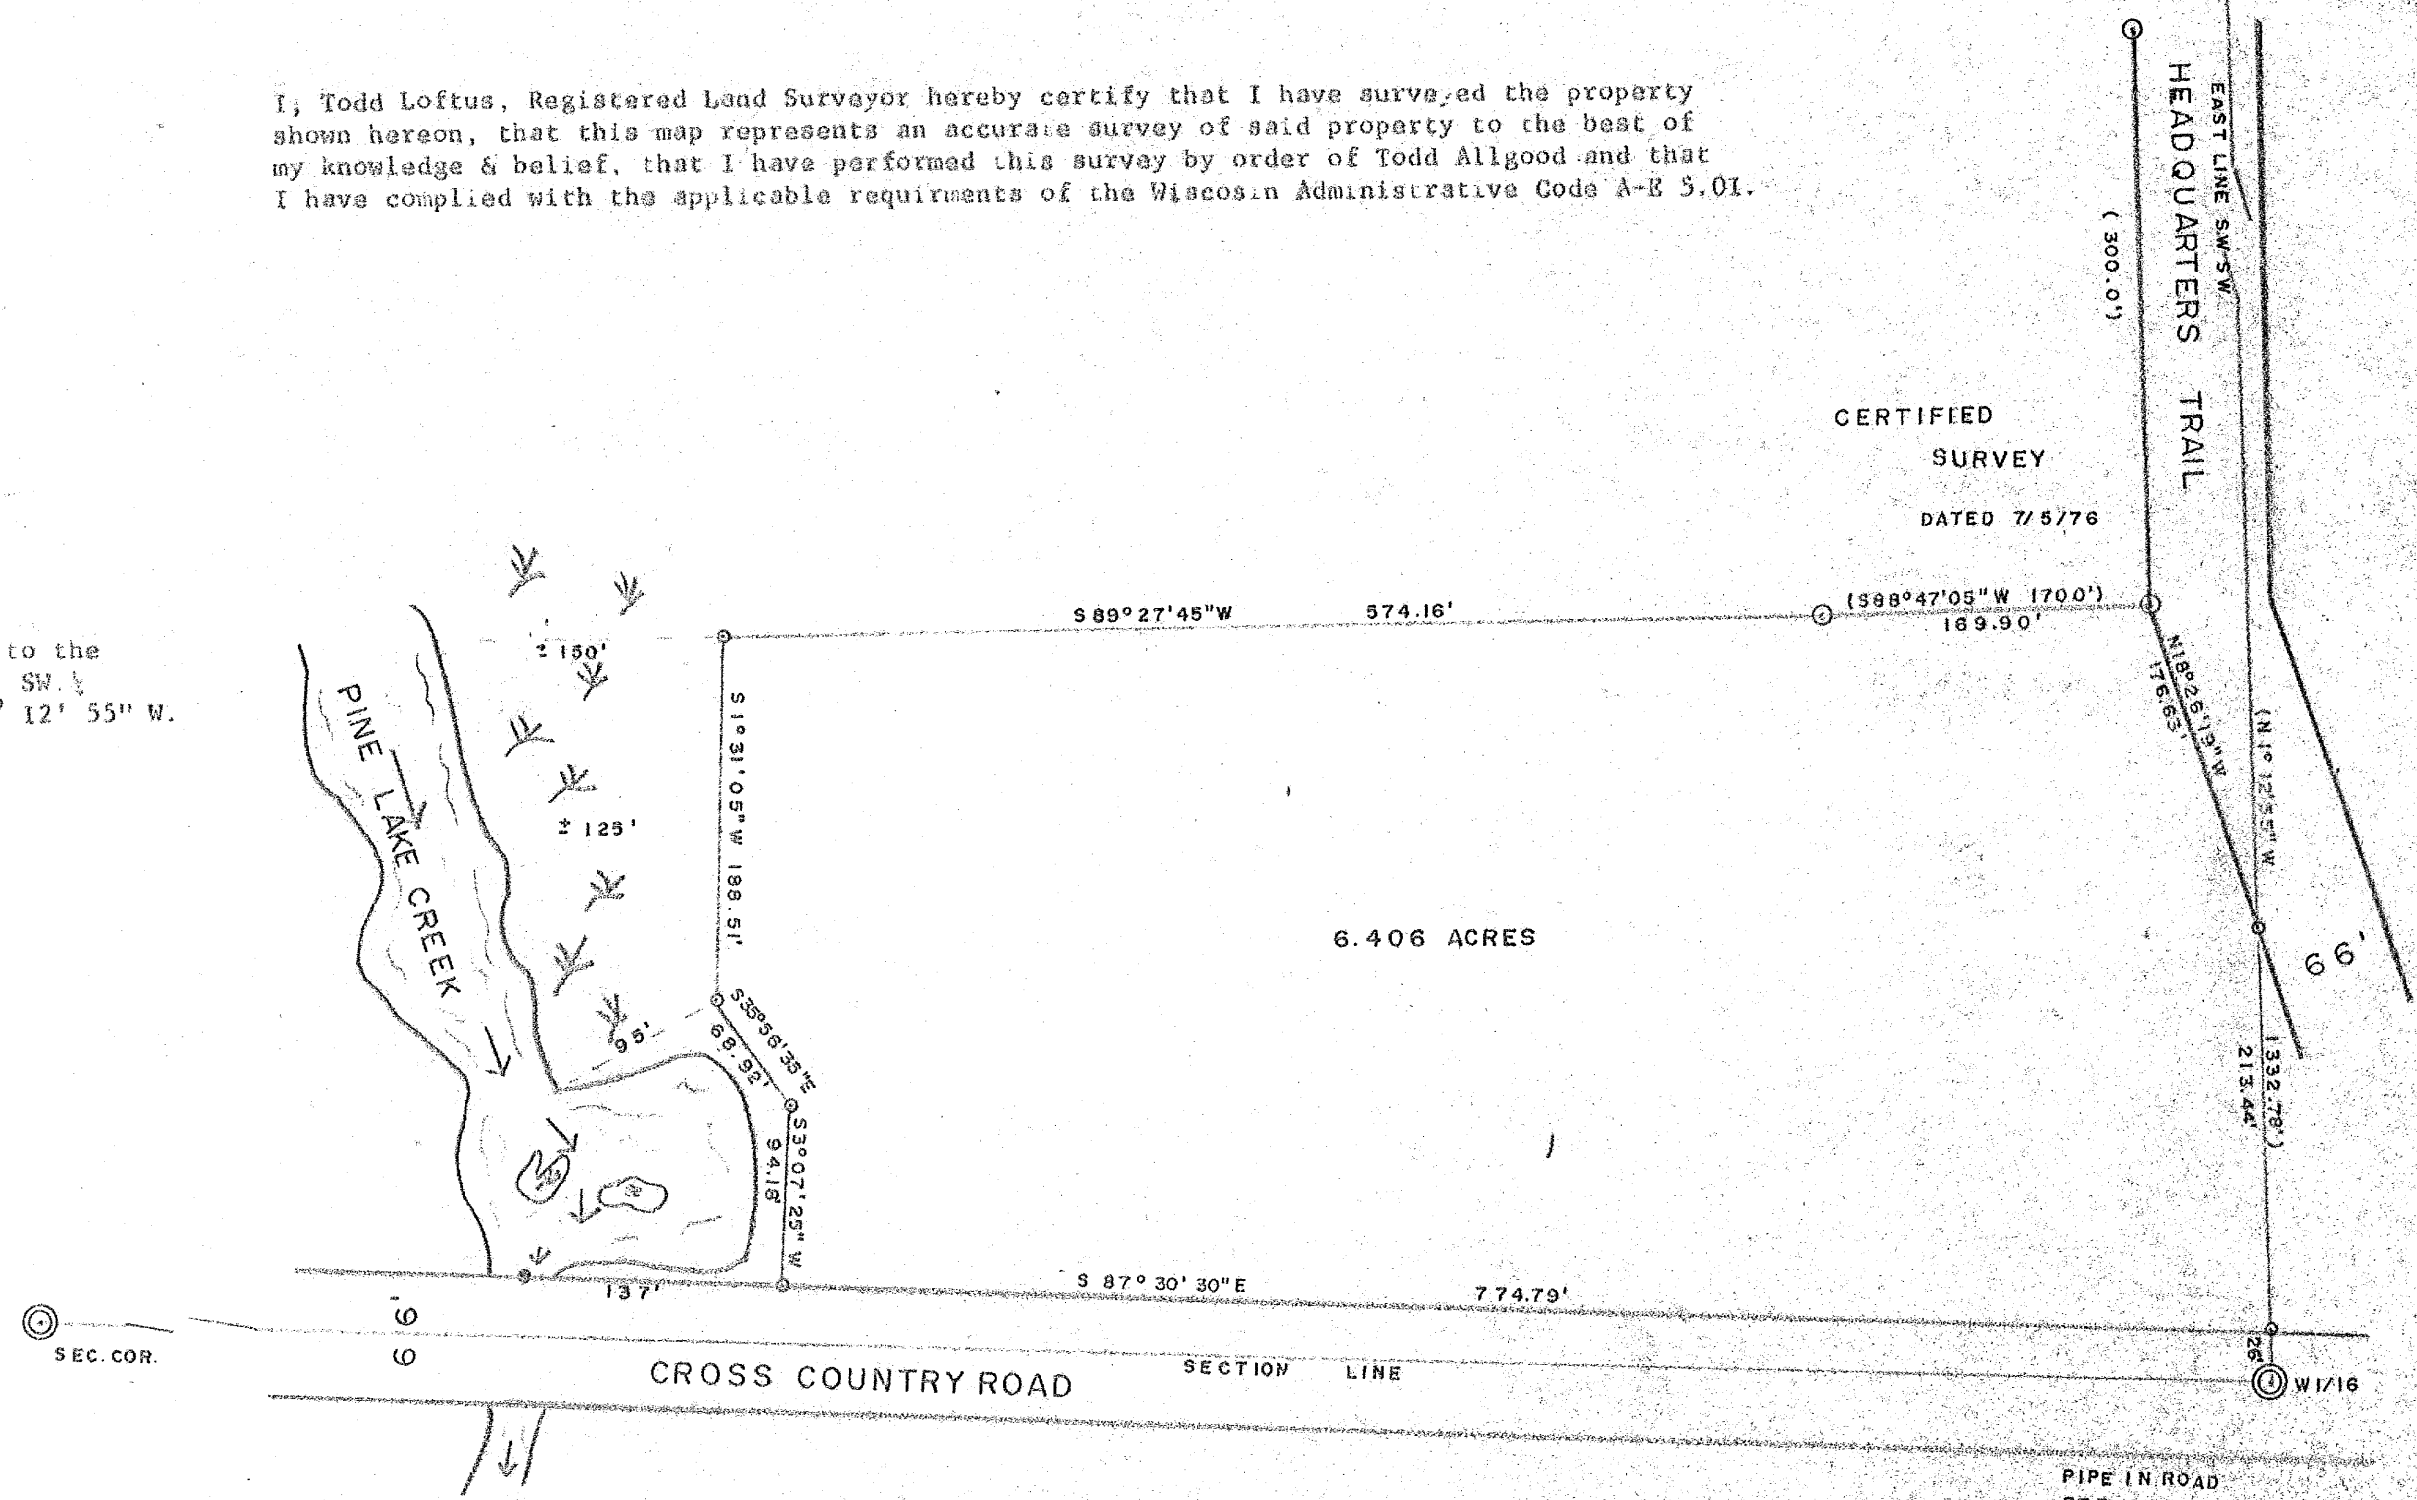 I, Todd Loftus, Registered Land Surveyor hereby certify that I have surveyed the property
shown hereon, that this map represents an accurate survey of said property to the best of
my knowledge & belief, that I have performed this survey by order of Todd Allgood and that
I have complied with the applicable requirments of the Wiscosin Administrative Code A-E 5.01.
HEADQUARTERS TRAIL
EAST LINE SW-SW
(300.0')
CERTIFIED
SURVEY
DATED 7/5/76
to the
SW.¼
12' 55" W.
S 89° 27' 45" W 574.16'
(S88°47'05" W 170.0')
169.90'
N18°26'19"W
176.63'
(N 1° 12'55" W
1332.78')
213.44'
66'
± 150'
± 125'
95'
PINE LAKE CREEK
S 1° 31' 05" W 188.51'
S35°56'35"E
68.92'
S3°07'25" W
94.18'
6.406 ACRES
137'
S 87° 30' 30" E 774.79'
66'
SEC. COR.
CROSS COUNTRY ROAD
SECTION LINE
26'
W 1/16
PIPE IN ROAD